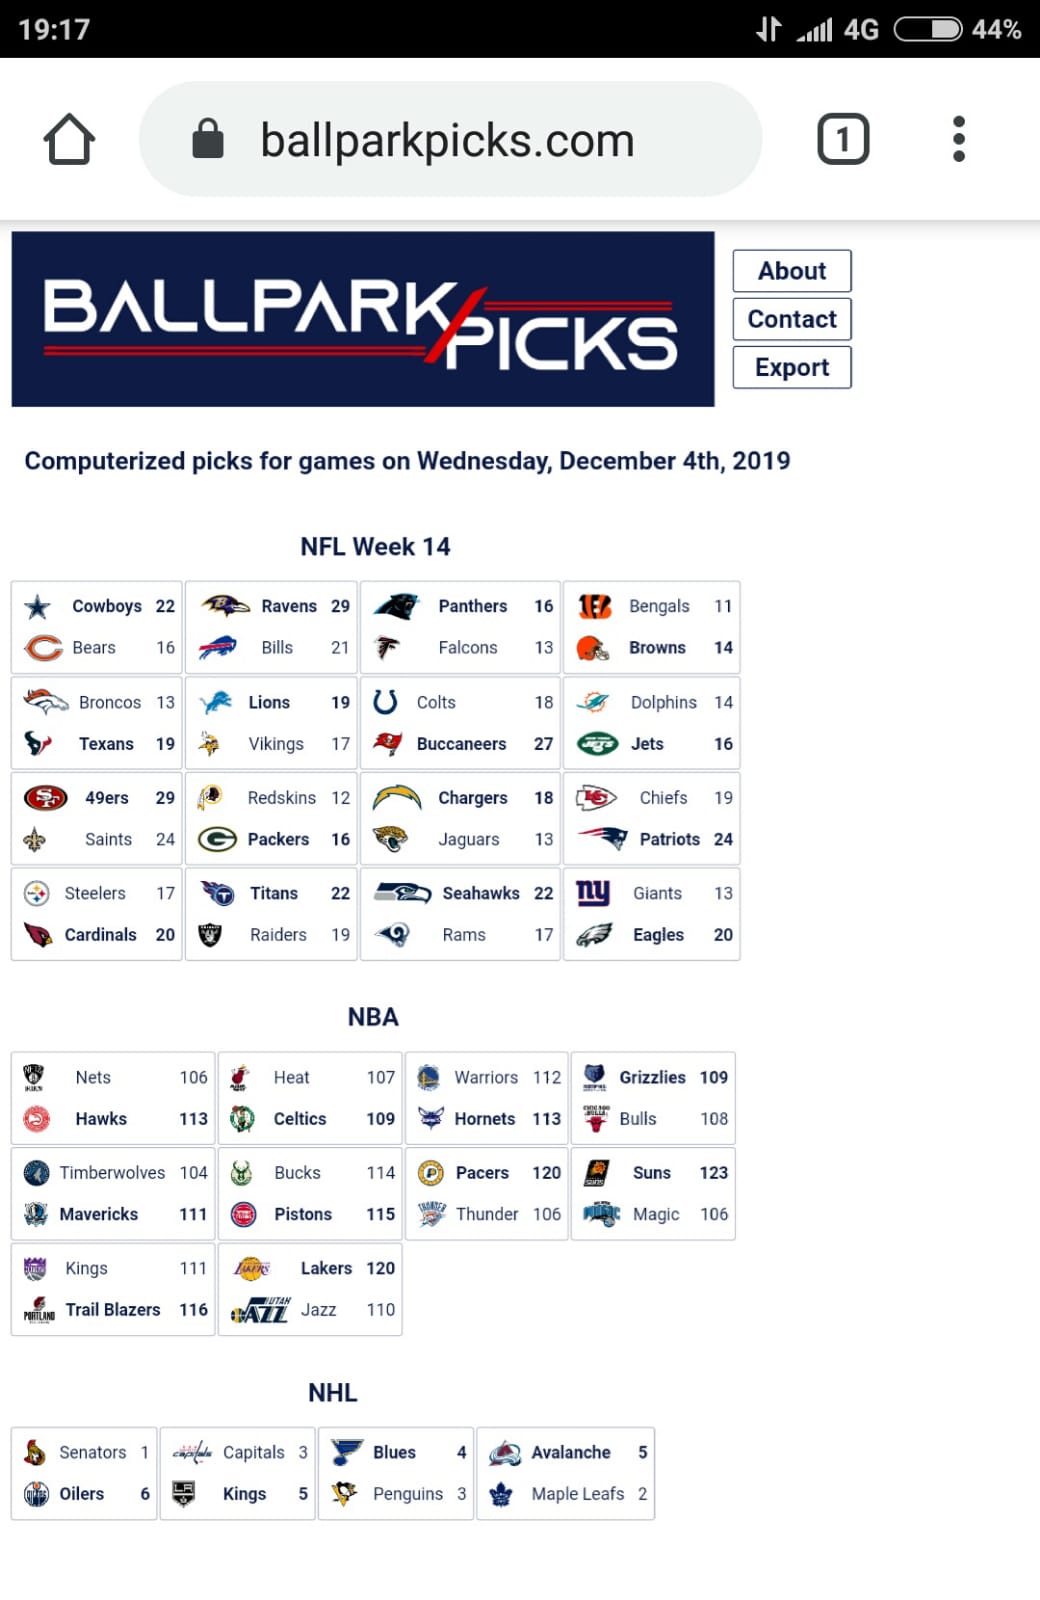 19:17 4G 44%
ballparkpicks.com 1
BALLPARK PICKS
About
Contact
Export
Computerized picks for games on Wednesday, December 4th, 2019
NFL Week 14
Cowboys 22 Ravens 29 Panthers 16 Bengals 11
Bears 16 Bills 21 Falcons 13 Browns 14
Broncos 13 Lions 19 Colts 18 Dolphins 14
Texans 19 Vikings 17 Buccaneers 27 Jets 16
49ers 29 Redskins 12 Chargers 18 Chiefs 19
Saints 24 Packers 16 Jaguars 13 Patriots 24
Steelers 17 Titans 22 Seahawks 22 Giants 13
Cardinals 20 Raiders 19 Rams 17 Eagles 20
NBA
Nets 106 Heat 107 Warriors 112 Grizzlies 109
Hawks 113 Celtics 109 Hornets 113 Bulls 108
Timberwolves 104 Bucks 114 Pacers 120 Suns 123
Mavericks 111 Pistons 115 Thunder 106 Magic 106
Kings 111 Lakers 120
Trail Blazers 116 Jazz 110
NHL
Senators 1 Capitals 3 Blues 4 Avalanche 5
Oilers 6 Kings 5 Penguins 3 Maple Leafs 2